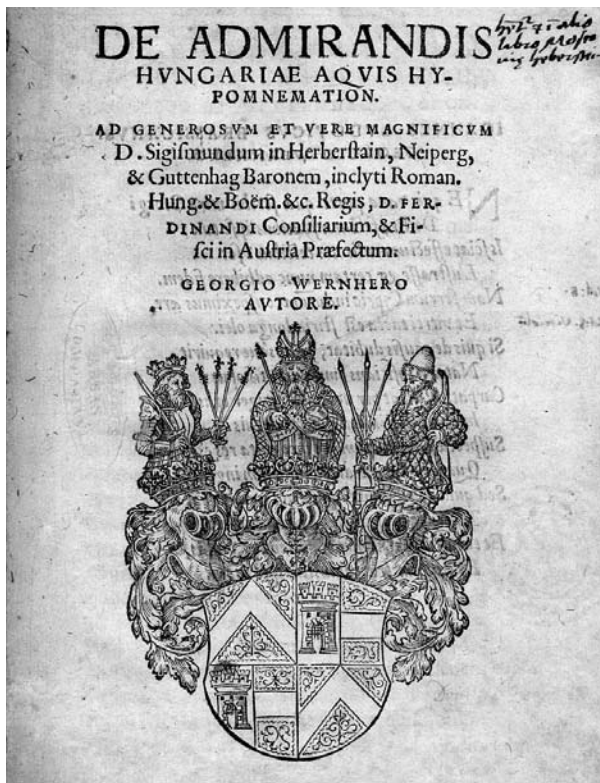 DE ADMIRANDIS
HVNGARIAE AQVIS HY-
POMNEMATION.
AD GENEROSVM ET VERE MAGNIFICVM
D. Sigiſmundum in Herberſtain, Neiperg,
& Guttenhag Baronem, inclyti Roman.
Hung. & Boëm. &c. Regis, D. FER-
DINANDI Conſiliarium, & Fi-
ſci in Auſtria Præfectum.
GEORGIO WERNHERO
AVTORE.